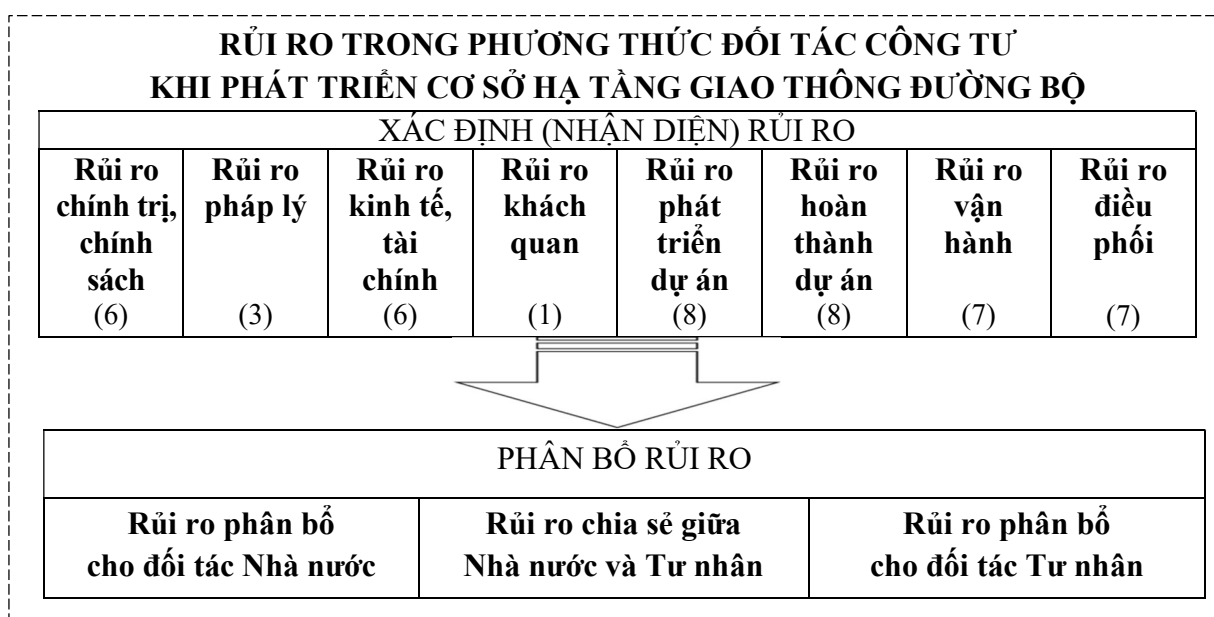 RỦI RO TRONG PHƯƠNG THỨC ĐỐI TÁC CÔNG TƯ
KHI PHÁT TRIỂN CƠ SỞ HẠ TẦNG GIAO THÔNG ĐƯỜNG BỘ
XÁC ĐỊNH (NHẬN DIỆN) RỦI RO
Rủi ro
chính trị,
chính
sách
(6)
Rủi ro
pháp lý
(3)
Rủi ro
kinh tế,
tài
chính
(6)
Rủi ro
khách
quan
(1)
Rủi ro
phát
triển
dự án
(8)
Rủi ro
hoàn
thành
dự án
(8)
Rủi ro
vận
hành
(7)
Rủi ro
điều
phối
(7)
PHÂN BỔ RỦI RO
Rủi ro phân bổ
cho đối tác Nhà nước
Rủi ro chia sẻ giữa
Nhà nước và Tư nhân
Rủi ro phân bổ
cho đối tác Tư nhân